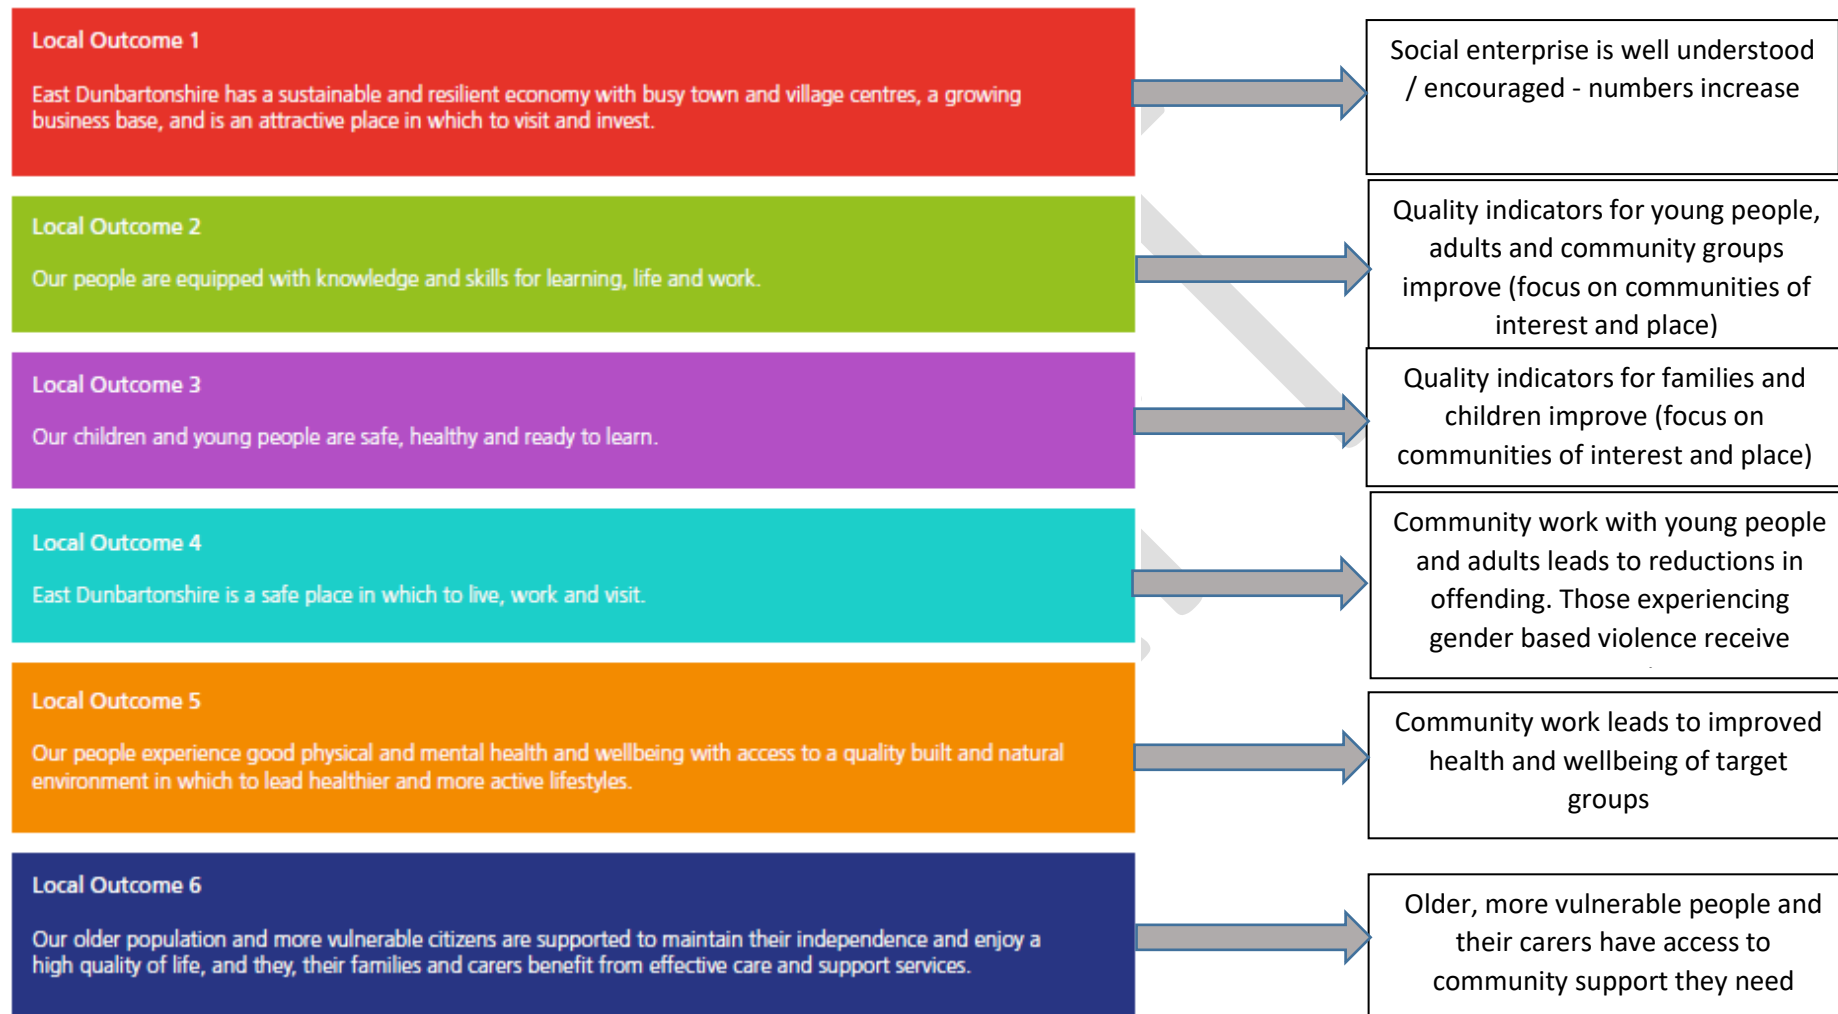 Local Outcome 1
East Dunbartonshire has a sustainable and resilient economy with busy town and village centres, a growing
business base, and is an attractive place in which to visit and invest.
Social enterprise is well understood
/ encouraged - numbers increase
Local Outcome 2
Our people are equipped with knowledge and skills for learning, life and work.
Quality indicators for young people,
adults and community groups
improve (focus on communities of
interest and place)
Local Outcome 3
Our children and young people are safe, healthy and ready to learn.
Quality indicators for families and
children improve (focus on
communities of interest and place)
Local Outcome 4
East Dunbartonshire is a safe place in which to live, work and visit.
Community work with young people
and adults leads to reductions in
offending. Those experiencing
gender based violence receive
Local Outcome 5
Our people experience good physical and mental health and wellbeing with access to a quality built and natural
environment in which to lead healthier and more active lifestyles.
Community work leads to improved
health and wellbeing of target
groups
Local Outcome 6
Our older population and more vulnerable citizens are supported to maintain their independence and enjoy a
high quality of life, and they, their families and carers benefit from effective care and support services.
Older, more vulnerable people and
their carers have access to
community support they need